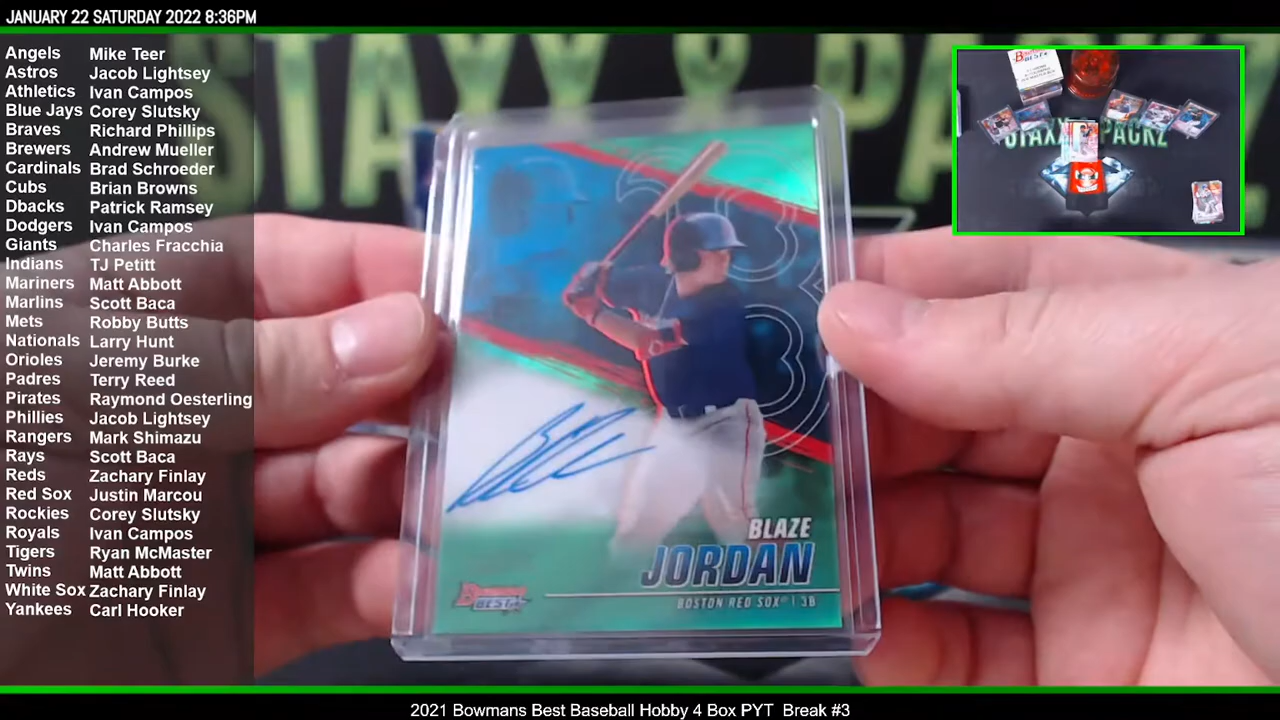 JANUARY 22 SATURDAY 2022 8:36PM
Angels Mike Teer
Astros Jacob Lightsey
Athletics Ivan Campos
Blue Jays Corey Slutsky
Braves Richard Phillips
Brewers Andrew Mueller
Cardinals Brad Schroeder
Cubs Brian Browns
Dbacks Patrick Ramsey
Dodgers Ivan Campos
Giants Charles Fracchia
Indians TJ Petitt
Mariners Matt Abbott
Marlins Scott Baca
Mets Robby Butts
Nationals Larry Hunt
Orioles Jeremy Burke
Padres Terry Reed
Pirates Raymond Oesterling
Phillies Jacob Lightsey
Rangers Mark Shimazu
Rays Scott Baca
Reds Zachary Finlay
Red Sox Justin Marcou
Rockies Corey Slutsky
Royals Ivan Campos
Tigers Ryan McMaster
Twins Matt Abbott
White Sox Zachary Finlay
Yankees Carl Hooker
STAXX & PACKZ
STAXX PACKZ
BLAZE
JORDAN
BOSTON RED SOX | 3B
Bowman's
BEST
2021 Bowmans Best Baseball Hobby 4 Box PYT Break #3